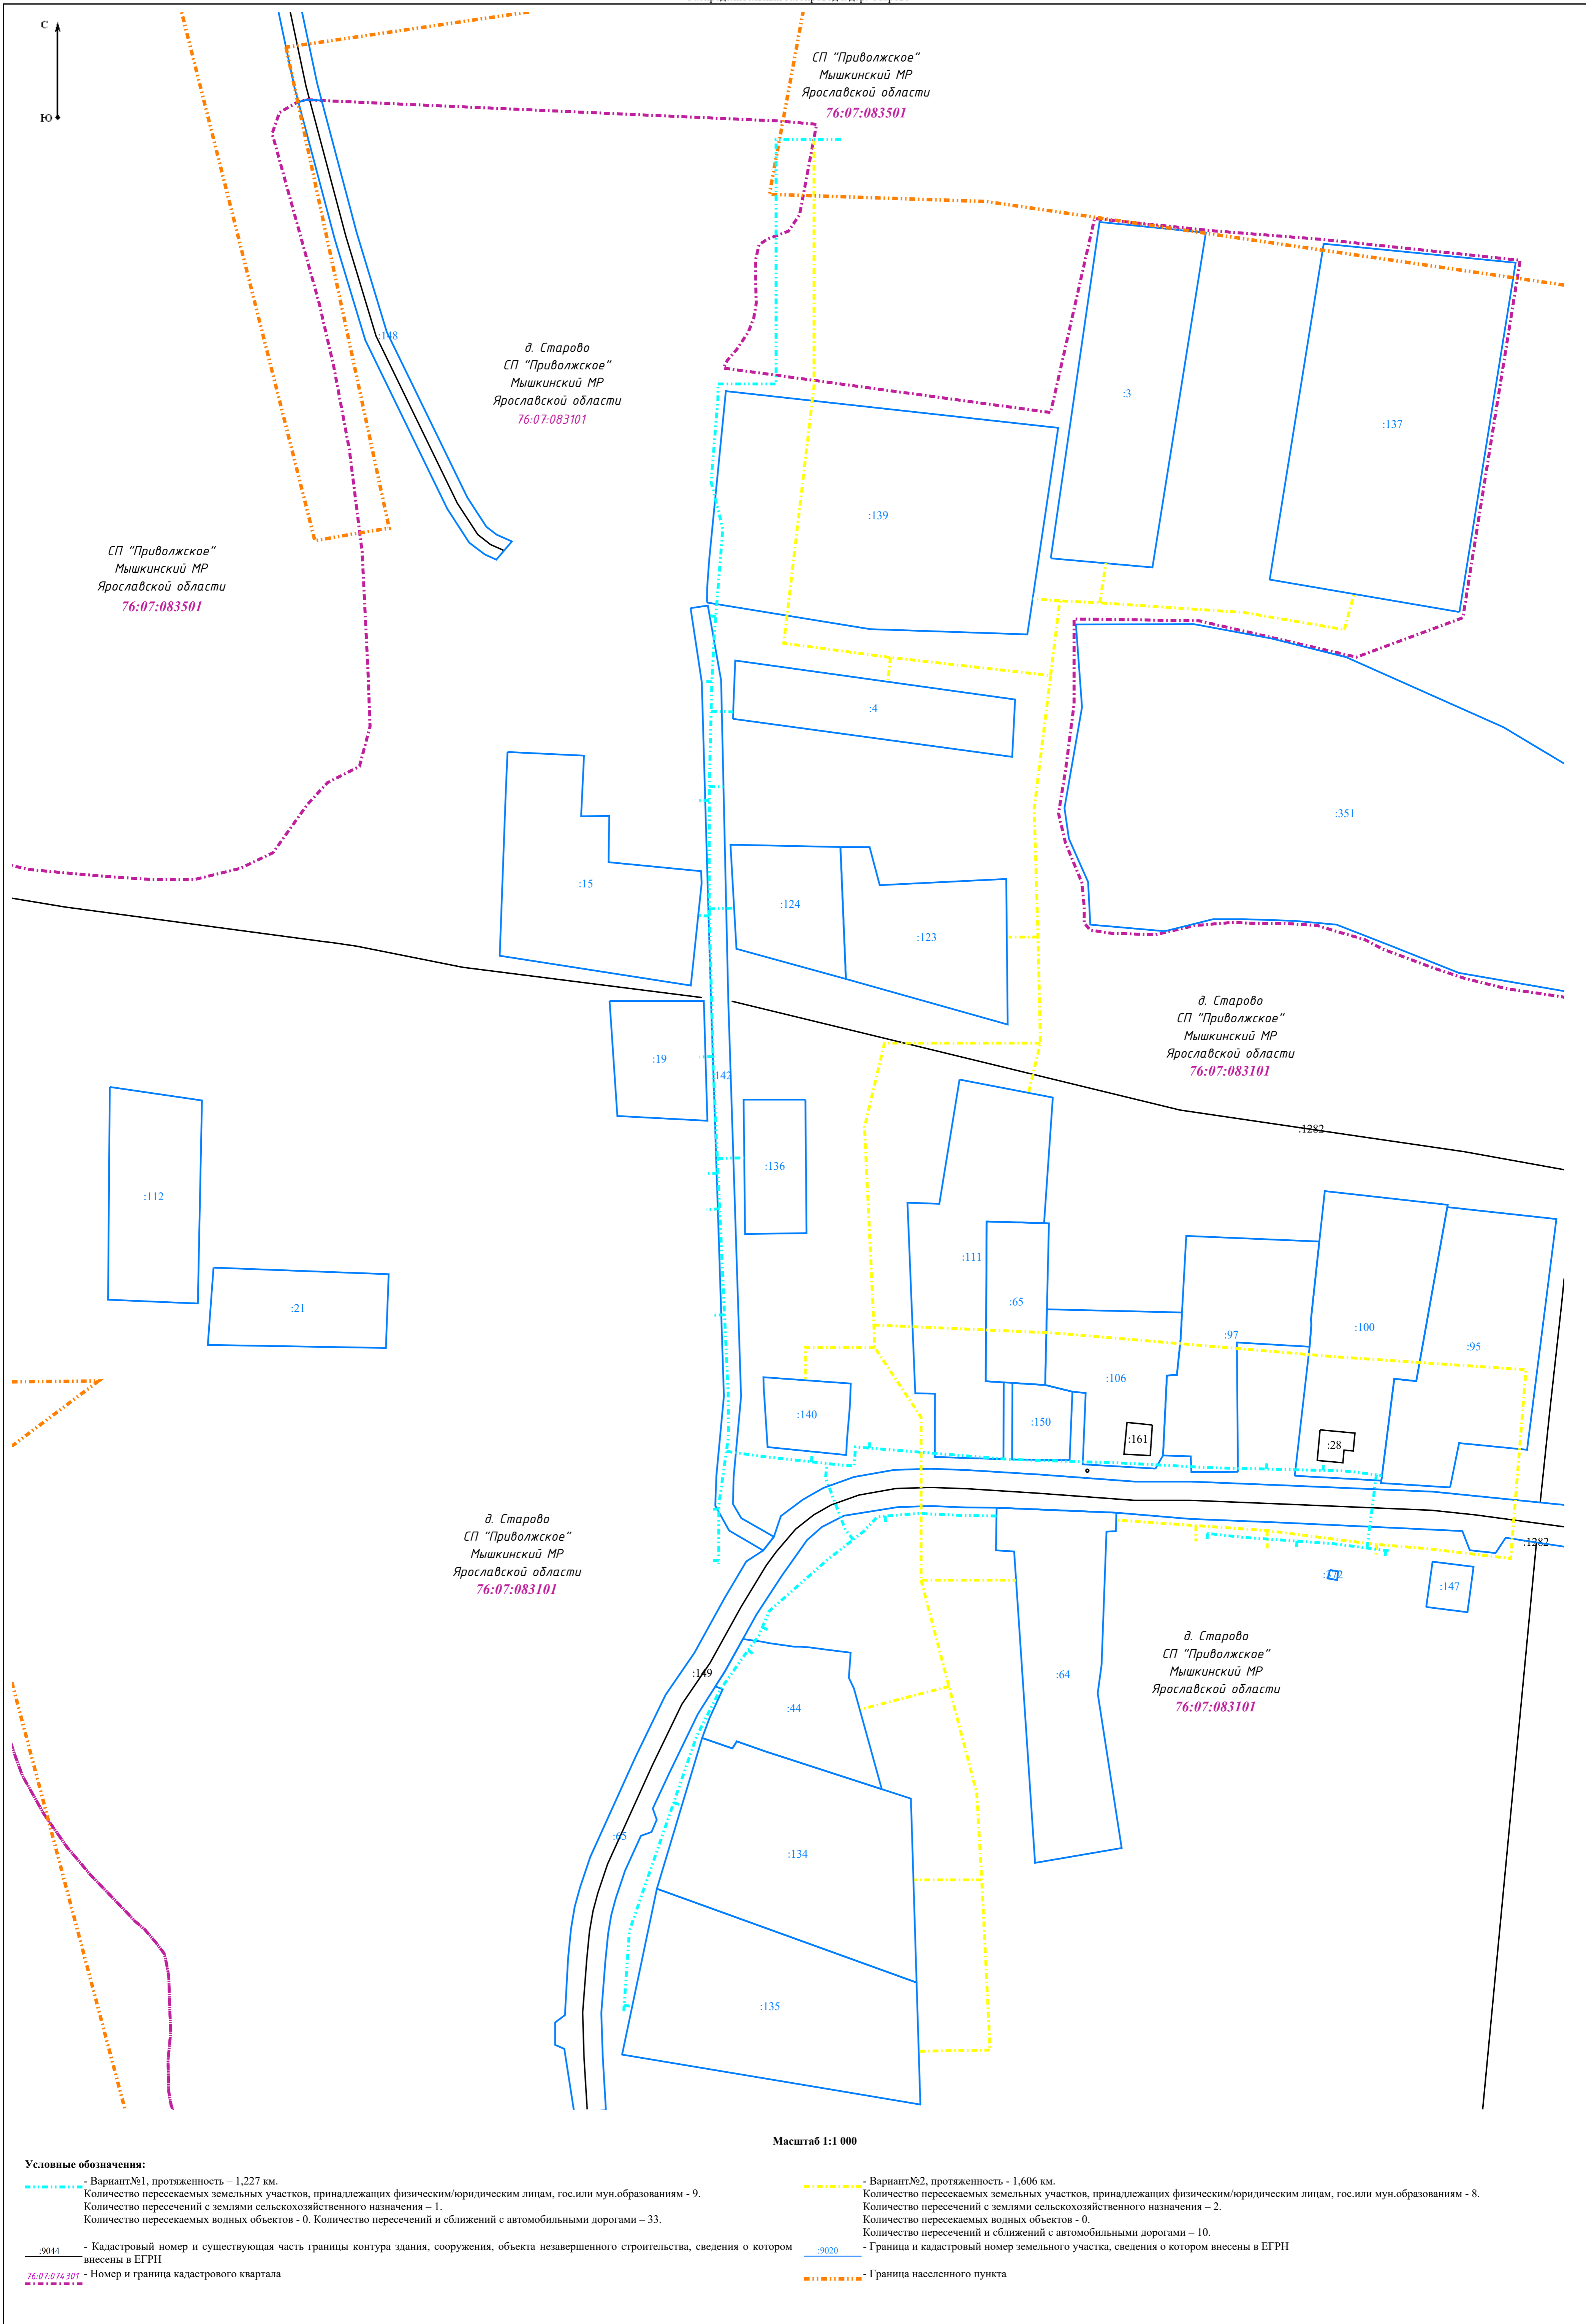 С
Ю
СП "Приволжское"
Мышкинский МР
Ярославской области
76:07:083501
:148
д. Старово
СП "Приволжское"
Мышкинский МР
Ярославской области
76:07:083101
:3
:137
:139
СП "Приволжское"
Мышкинский МР
Ярославской области
76:07:083501
:4
:351
:15
:124
:123
д. Старово
СП "Приволжское"
Мышкинский МР
Ярославской области
76:07:083101
:19
:142
:1282
:136
:112
:111
:65
:21
:97
:100
:95
:106
:140
:150
:161
:28
д. Старово
СП "Приволжское"
Мышкинский МР
Ярославской области
76:07:083101
:1282
:272
:147
д. Старово
СП "Приволжское"
Мышкинский МР
Ярославской области
76:07:083101
:149
:64
:44
:65
:134
:135
Масштаб 1:1 000
Условные обозначения:
- Вариант№1, протяженность – 1,227 км.
Количество пересекаемых земельных участков, принадлежащих физическим/юридическим лицам, гос.или мун.образованиям - 9.
Количество пересечений с землями сельскохозяйственного назначения – 1.
Количество пересекаемых водных объектов - 0. Количество пересечений и сближений с автомобильными дорогами – 33.
:9044 - Кадастровый номер и существующая часть границы контура здания, сооружения, объекта незавершенного строительства, сведения о котором
внесены в ЕГРН
76:07:074301 - Номер и граница кадастрового квартала
- Вариант№2, протяженность - 1,606 км.
Количество пересекаемых земельных участков, принадлежащих физическим/юридическим лицам, гос.или мун.образованиям - 8.
Количество пересечений с землями сельскохозяйственного назначения – 2.
Количество пересекаемых водных объектов - 0.
Количество пересечений и сближений с автомобильными дорогами – 10.
:9020 - Граница и кадастровый номер земельного участка, сведения о котором внесены в ЕГРН
- Граница населенного пункта